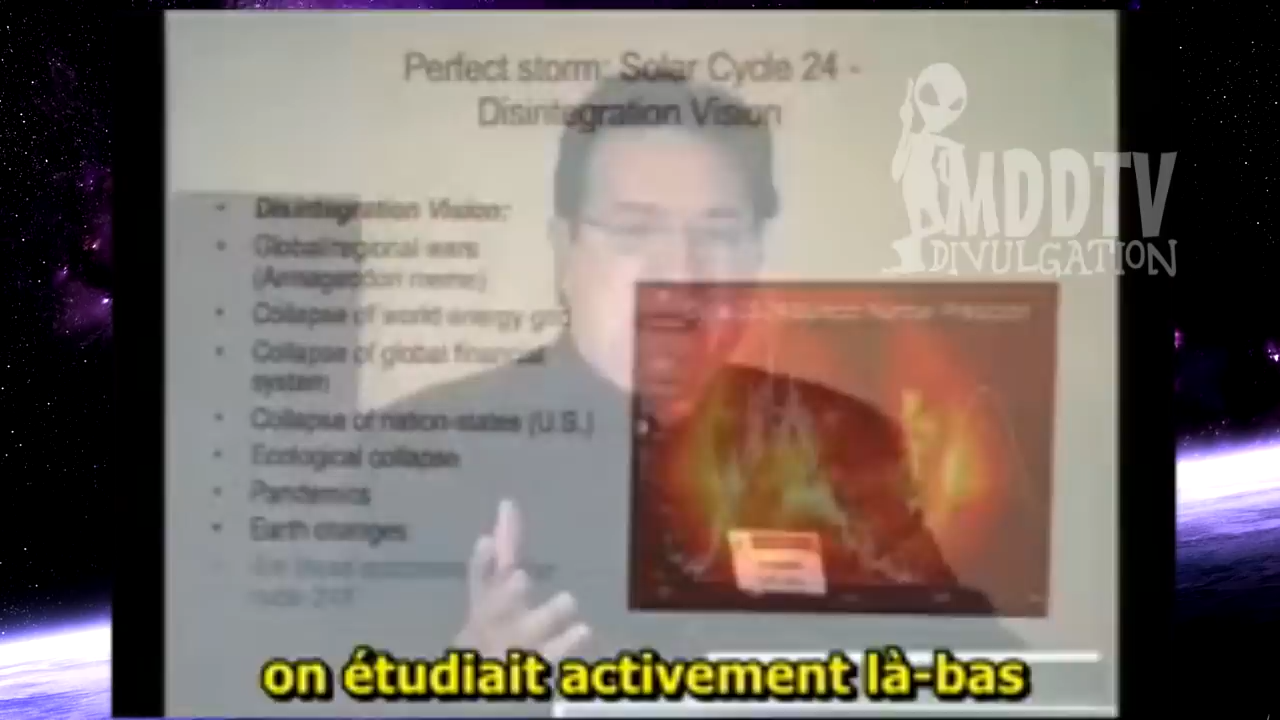 Perfect storm: Solar Cycle 24 -
Disintegration Vision
MDDTV
DIVULGATION
• Disintegration Vision:
• Global/regional wars
(Armageddon meme)
• Collapse of world energy grid
• Collapse of global financial
system
• Collapse of nation-states (U.S.)
• Ecological collapse
• Pandemics
• Earth changes
on étudiait activement là-bas